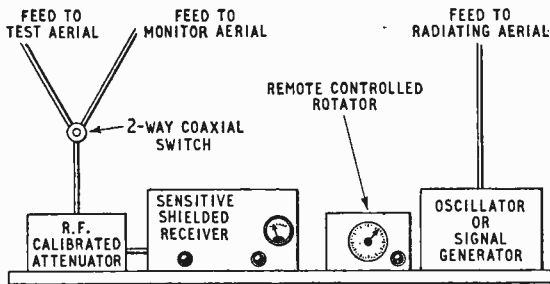 FEED TO
TEST AERIAL
FEED TO
MONITOR AERIAL
FEED TO
RADIATING AERIAL
REMOTE CONTROLLED
ROTATOR
2-WAY COAXIAL
SWITCH
R.F.
CALIBRATED
ATTENUATOR
SENSITIVE
SHIELDED
RECEIVER
OSCILLATOR
OR
SIGNAL
GENERATOR